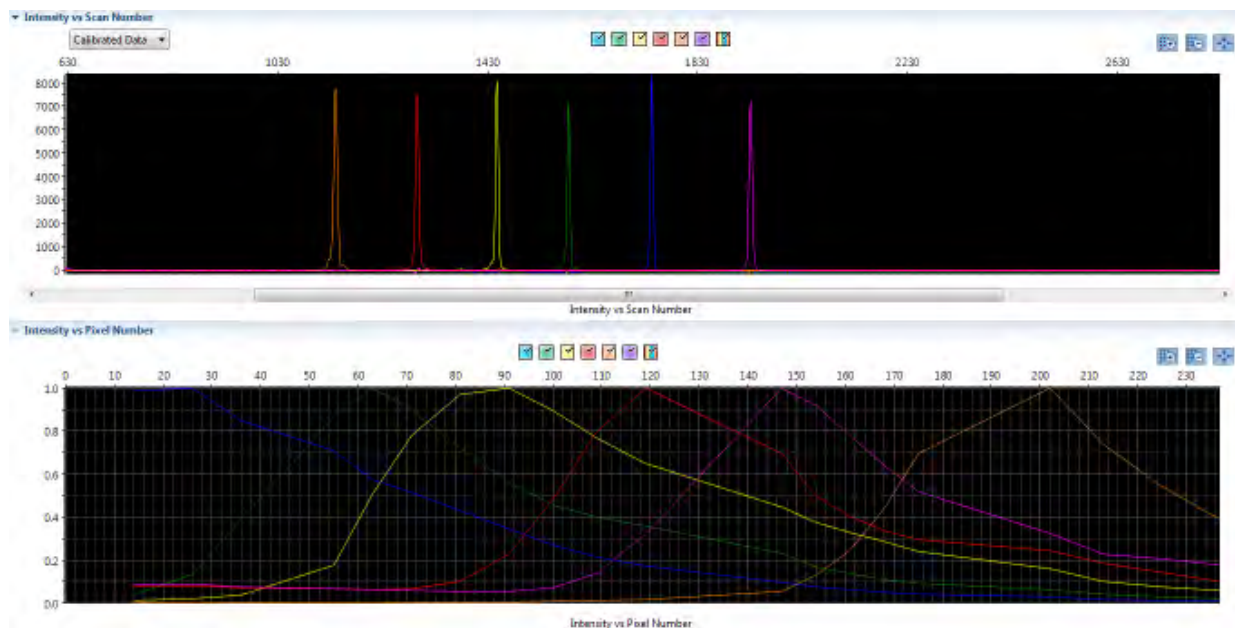 Intensity vs Scan Number
Calibrated Data
630 1030 1430 1830 2230 2630
8000
7000
6000
5000
4000
3000
2000
1000
0
Intensity vs Scan Number
Intensity vs Pixel Number
0 10 20 30 40 50 60 70 80 90 100 110 120 130 140 150 160 170 180 190 200 210 220 230
1.0
0.8
0.6
0.4
0.2
0.0
Intensity vs Pixel Number